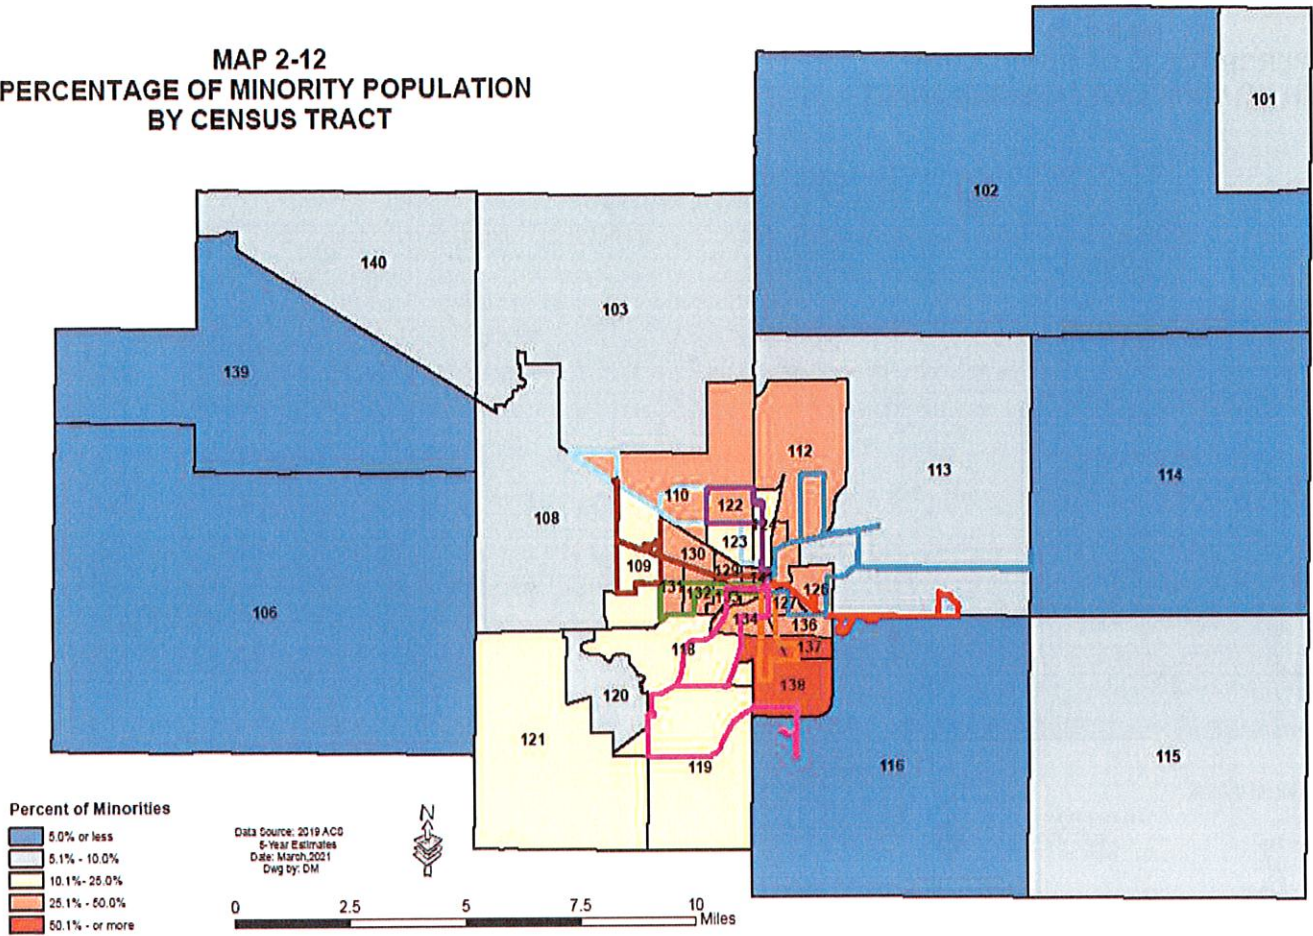 MAP 2-12
PERCENTAGE OF MINORITY POPULATION
BY CENSUS TRACT
101
102
140
103
139
112
113
114
110
122
108
124
123
130
109
129
131
132
126
127
106
134
136
118
137
138
120
121
119
116
115
Percent of Minorities
5.0% or less
5.1% - 10.0%
10.1%- 25.0%
25.1% - 50.0%
50.1% - or more
Data Source: 2019 ACS
5-Year Estimates
Date: March,2021
Dwg by: DM
N
0 2.5 5 7.5 10
Miles